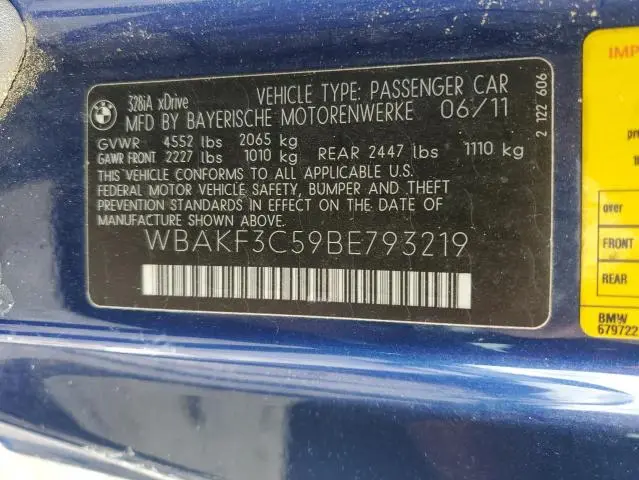 BMW
328iA xDrive VEHICLE TYPE: PASSENGER CAR
MFD BY BAYERISCHE MOTORENWERKE 06/11
GVWR 4552 lbs 2065 kg
GAWR FRONT 2227 lbs 1010 kg REAR 2447 lbs 1110 kg
THIS VEHICLE CONFORMS TO ALL APPLICABLE U.S.
FEDERAL MOTOR VEHICLE SAFETY, BUMPER AND THEFT
PREVENTION STANDARDS IN EFFECT ON THE DATE OF
MANUFACTURE SHOWN ABOVE.
WBAKF3C59BE793219
2 122 606
IMP
over
FRONT
REAR
BMW
679722